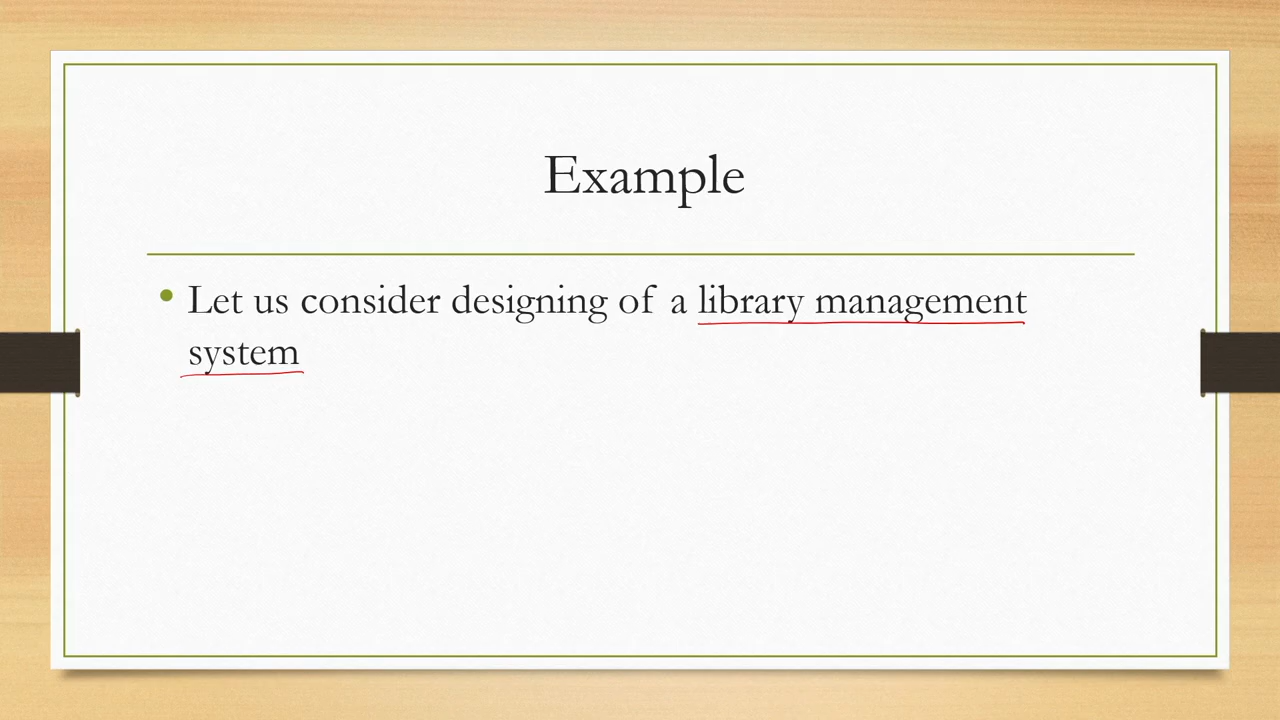 Example
Let us consider designing of a library management
system